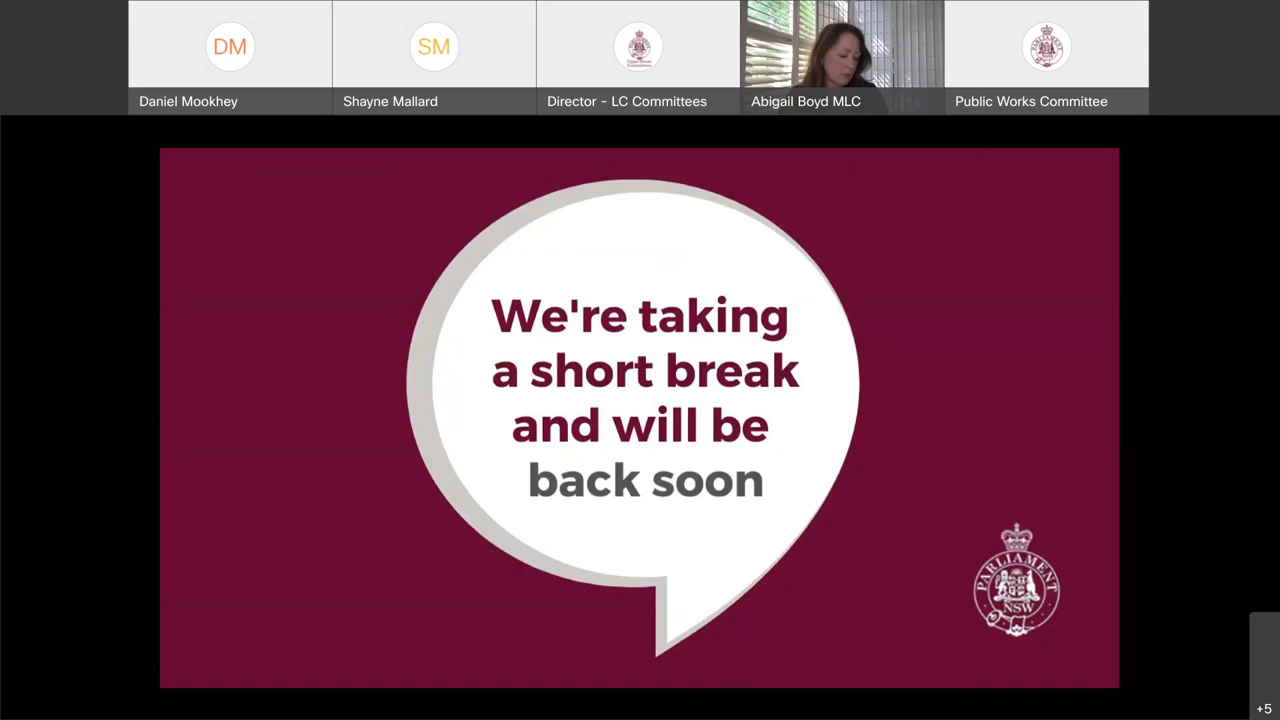 DM
SM
Daniel Mookhey
Shayne Mallard
Director - LC Committees
Abigail Boyd MLC
Public Works Committee
We're taking
a short break
and will be
back soon
PARLIAMENT
NSW
+5